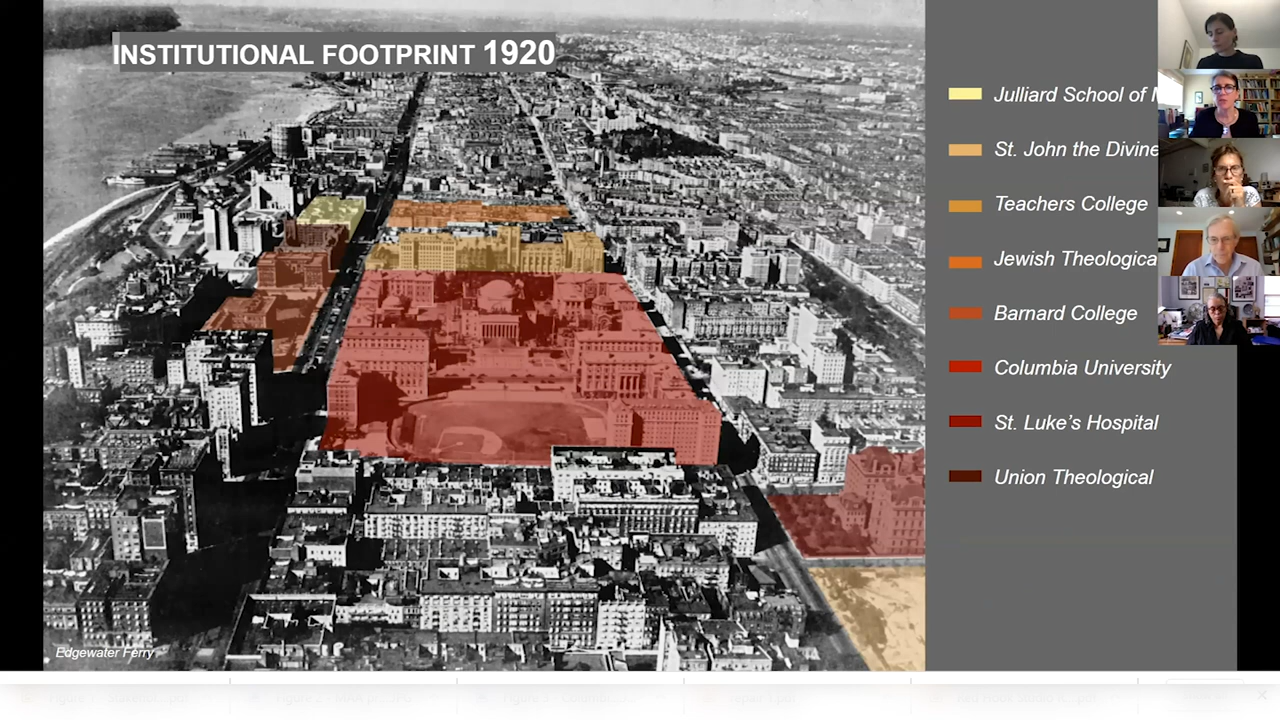 INSTITUTIONAL FOOTPRINT 1920
Julliard School of
St. John the Divine
Teachers College
Jewish Theologica
Barnard College
Columbia University
St. Luke's Hospital
Union Theological
Edgewater Ferry